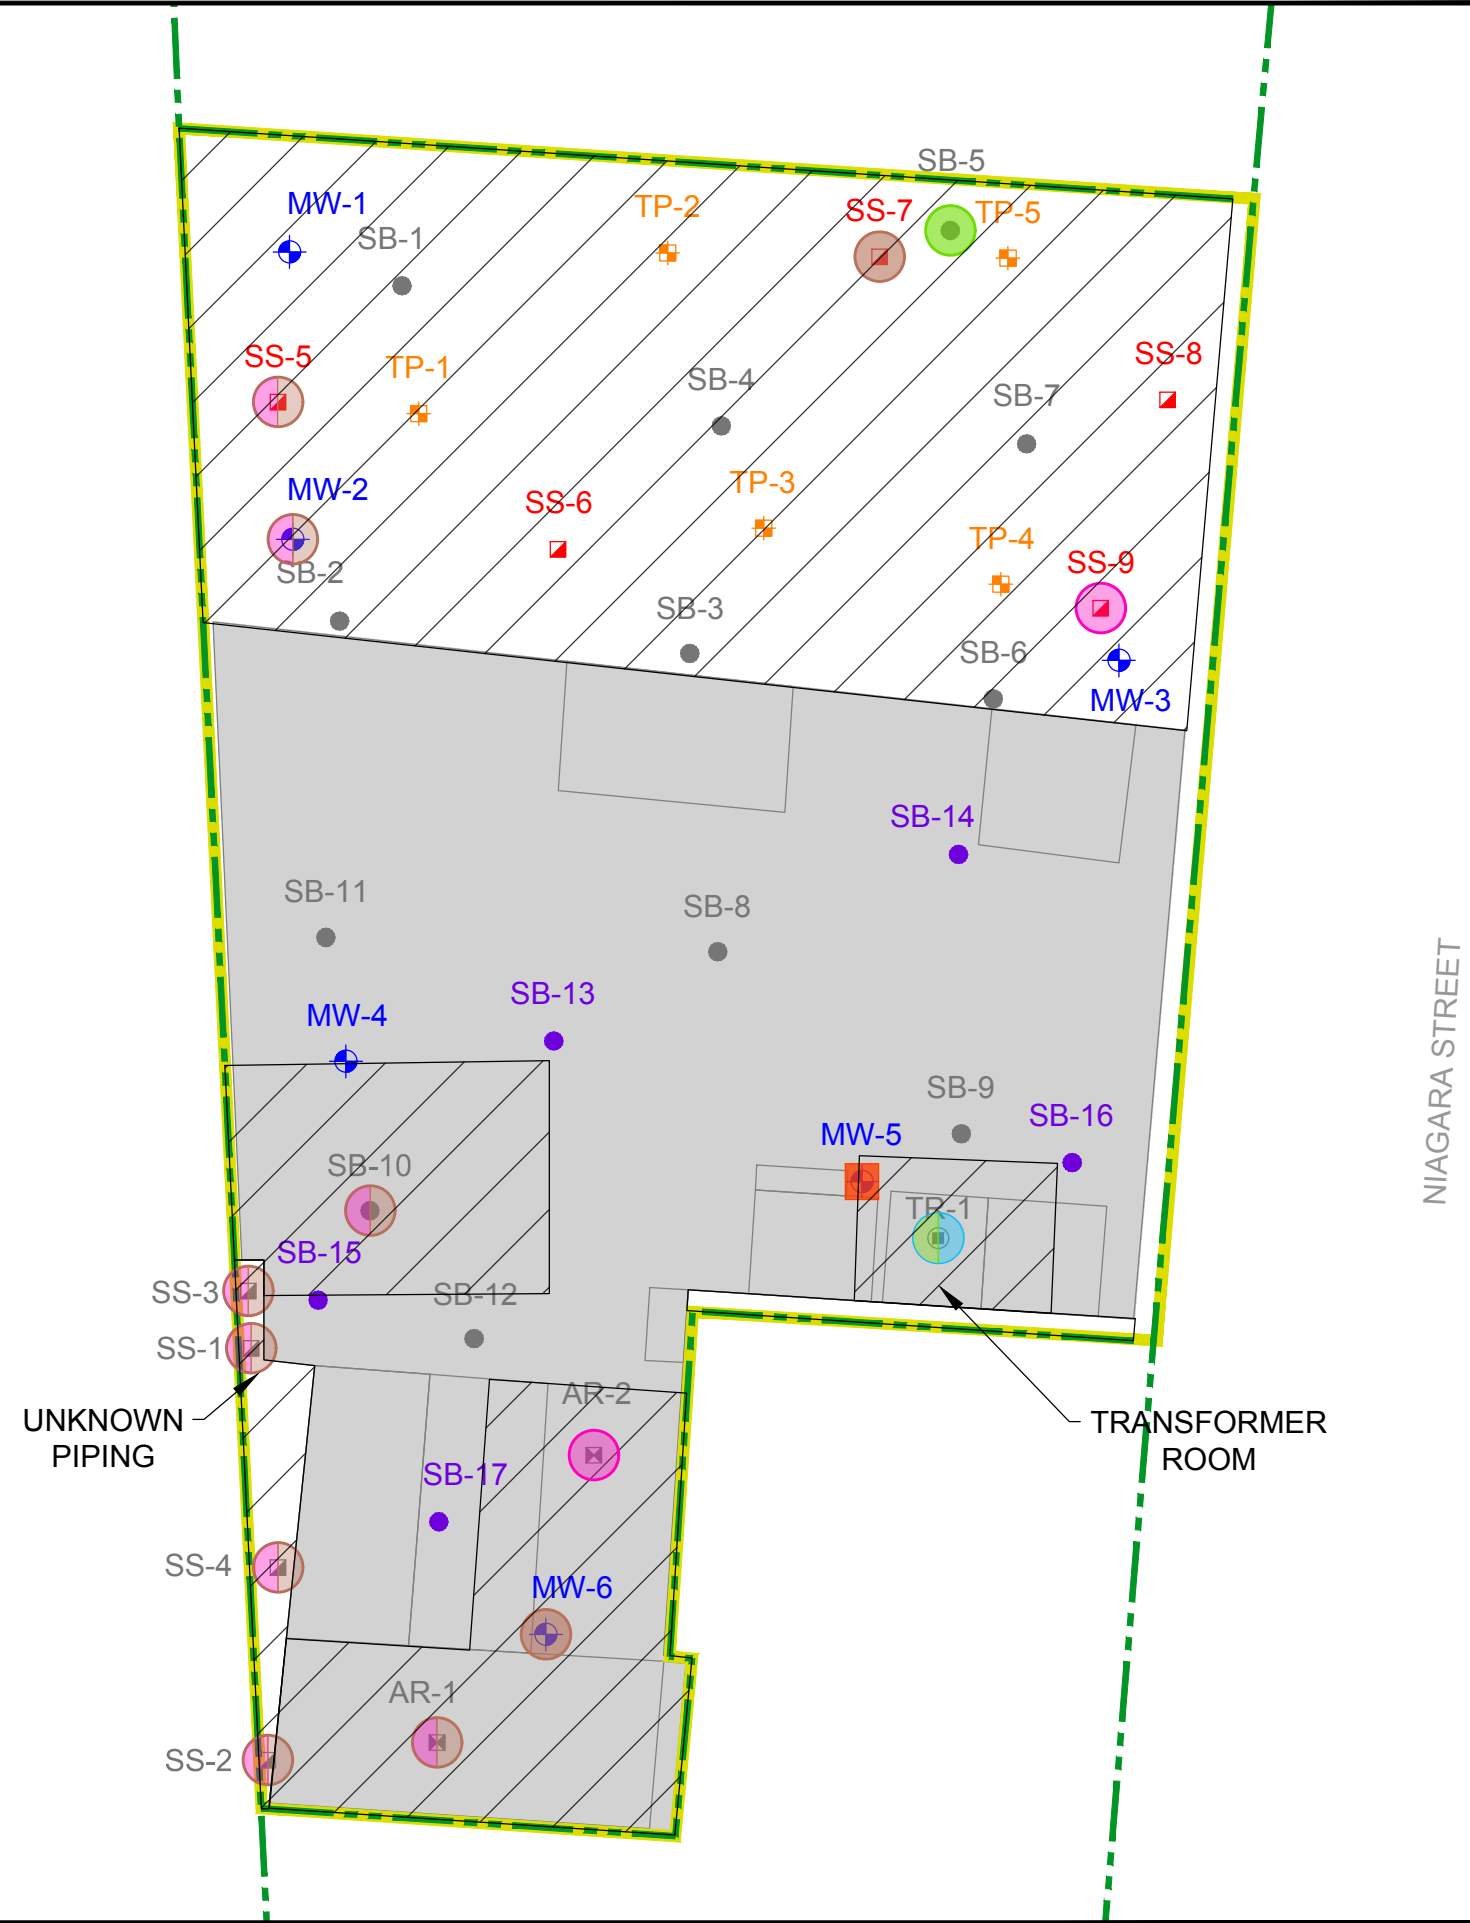 SB-5
MW-1
TP-2
SS-7
TP-5
SB-1
SS-5
TP-1
SB-4
SB-7
SS-8
MW-2
SS-6
TP-3
TP-4
SS-9
SB-2
SB-3
SB-6
MW-3
SB-14
SB-11
SB-8
SB-13
MW-4
NIAGARA STREET
SB-9
SB-16
MW-5
SB-10
TR-1
SB-15
SS-3
SB-12
SS-1
AR-2
UNKNOWN
PIPING
TRANSFORMER
ROOM
SB-17
SS-4
MW-6
AR-1
SS-2